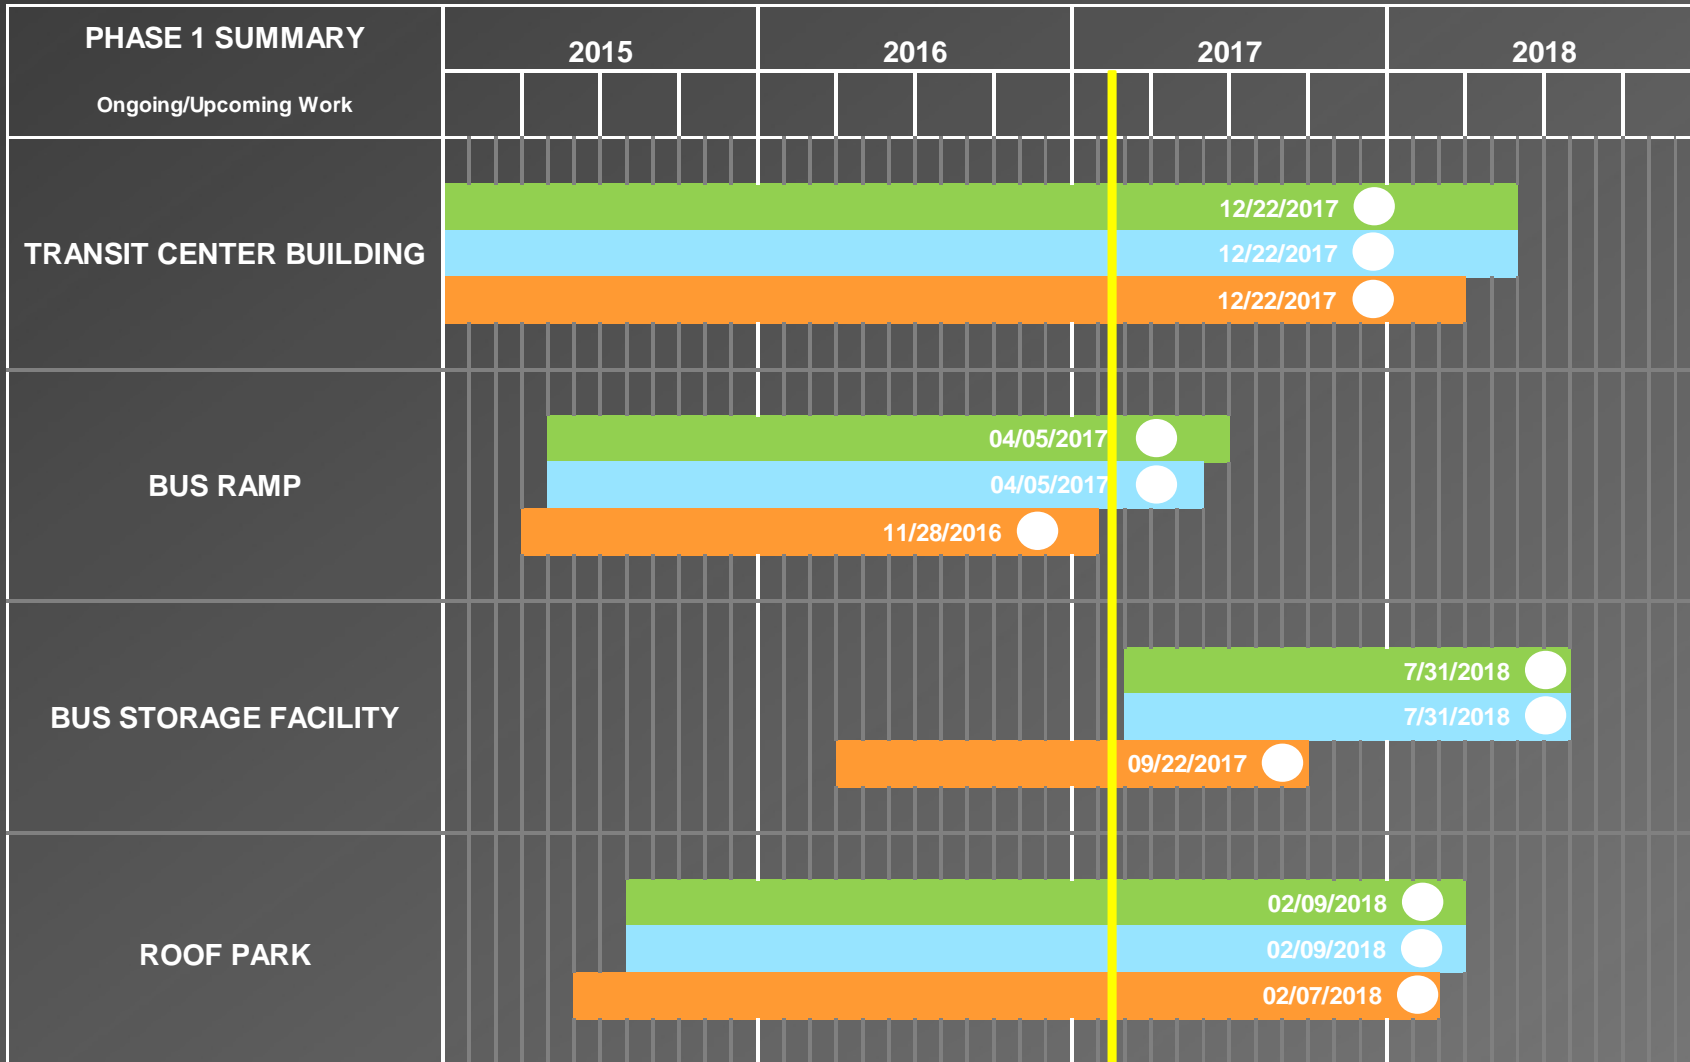 PHASE 1 SUMMARY
Ongoing/Upcoming Work
2015 2016 2017 2018
TRANSIT CENTER BUILDING
12/22/2017
12/22/2017
12/22/2017
BUS RAMP
04/05/2017
04/05/2017
11/28/2016
BUS STORAGE FACILITY
7/31/2018
7/31/2018
09/22/2017
ROOF PARK
02/09/2018
02/09/2018
02/07/2018